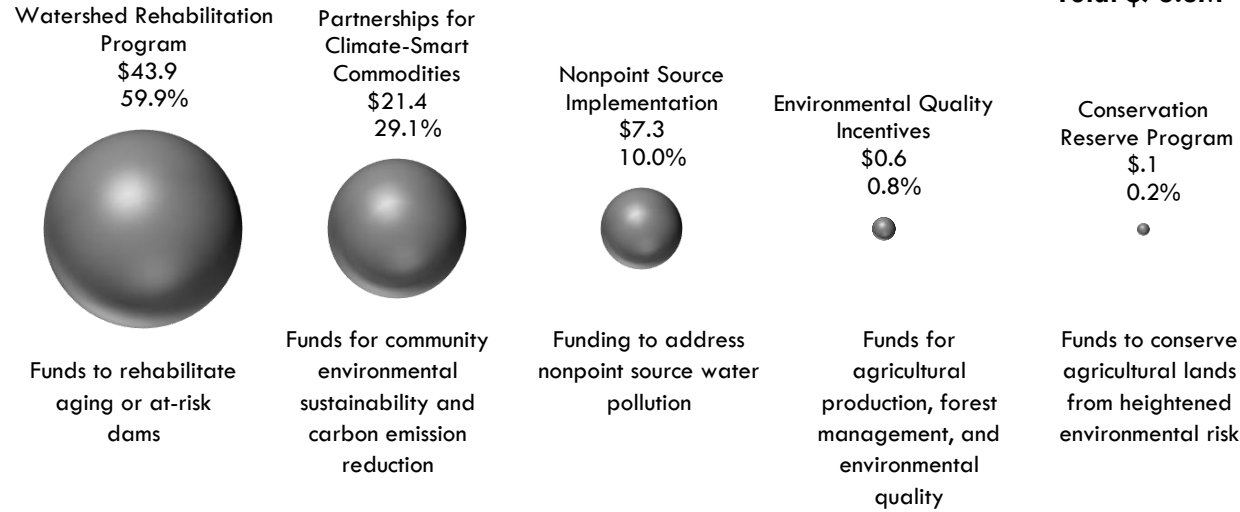 Watershed Rehabilitation
Program
$43.9
59.9%
Partnerships for
Climate-Smart
Commodities
$21.4
29.1%
Nonpoint Source
Implementation
$7.3
10.0%
Environmental Quality
Incentives
$0.6
0.8%
Conservation
Reserve Program
$.1
0.2%
Funds to rehabilitate
aging or at-risk
dams
Funds for community
environmental
sustainability and
carbon emission
reduction
Funding to address
nonpoint source water
pollution
Funds for
agricultural
production, forest
management, and
environmental
quality
Funds to conserve
agricultural lands
from heightened
environmental risk